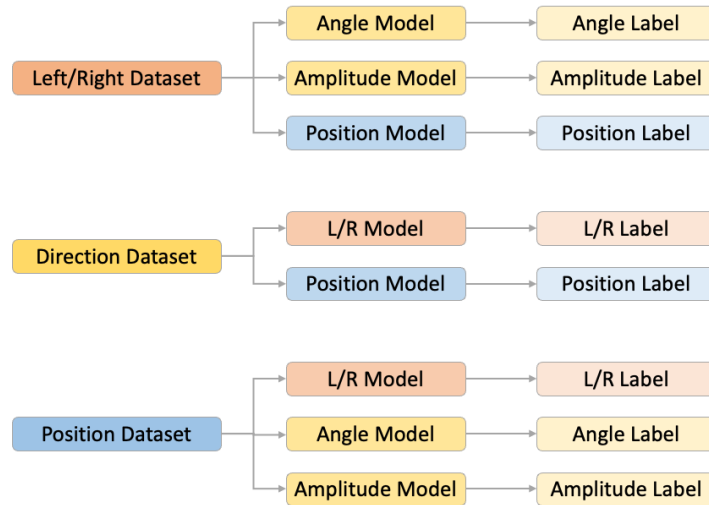 Left/Right Dataset
Angle Model
Angle Label
Amplitude Model
Amplitude Label
Position Model
Position Label
Direction Dataset
L/R Model
L/R Label
Position Model
Position Label
Position Dataset
L/R Model
L/R Label
Angle Model
Angle Label
Amplitude Model
Amplitude Label